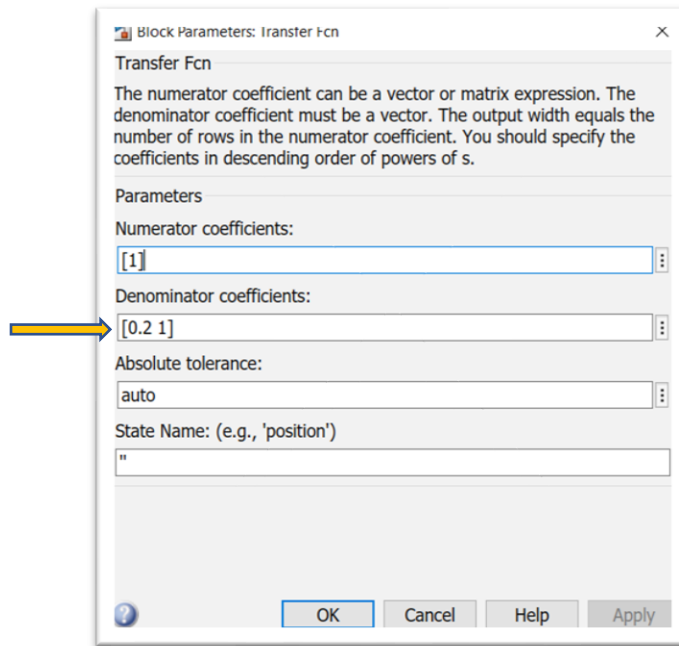 Block Parameters: Transfer Fcn
Transfer Fcn
The numerator coefficient can be a vector or matrix expression. The
denominator coefficient must be a vector. The output width equals the
number of rows in the numerator coefficient. You should specify the
coefficients in descending order of powers of s.
Parameters
Numerator coefficients:
[1]
Denominator coefficients:
[0.2 1]
Absolute tolerance:
auto
State Name: (e.g., 'position')
''
OK Cancel Help Apply